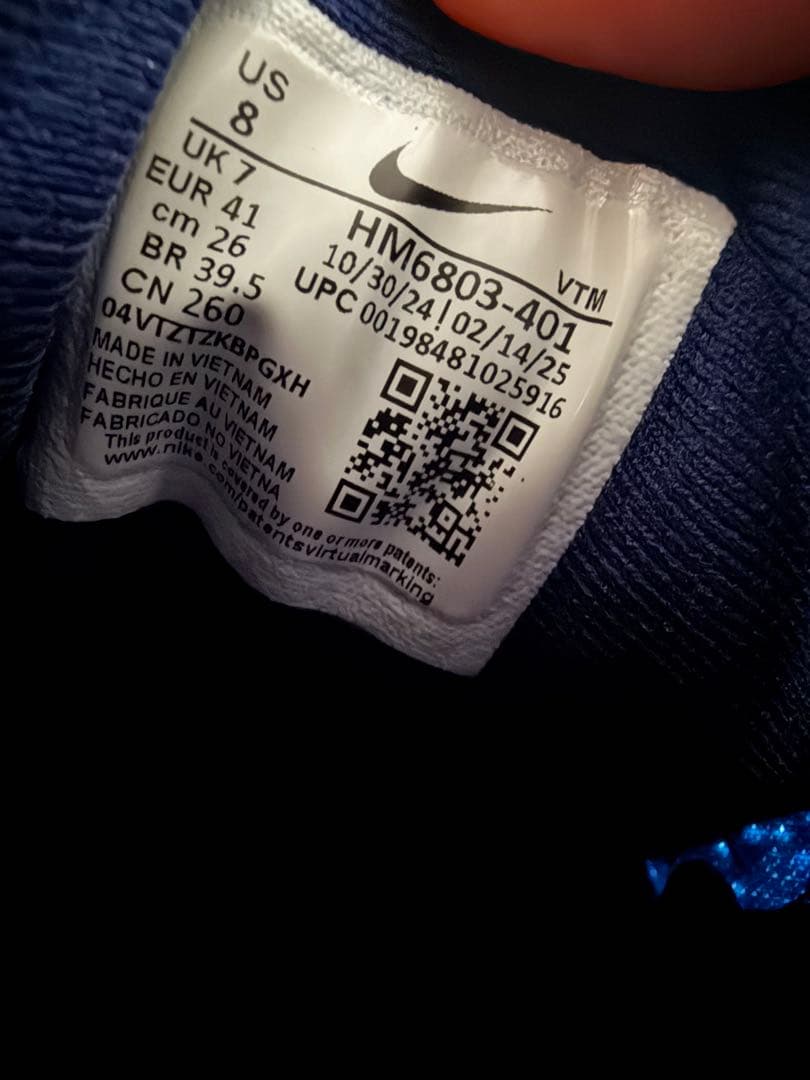 US
8
UK 7
EUR 41
cm 26
BR 39.5
CN 260
04VTZTZKBPGXH
MADE IN VIETNAM
HECHO EN VIETNAM
FABRIQUE AU VIETNAM
FABRICADO NO VIETNA
VTM
HM6803-401
10/30/24! 02/14/25
UPC 00198481025916
This product is covered by one or more patents:
www.nike.com/patentsvirtualmarking